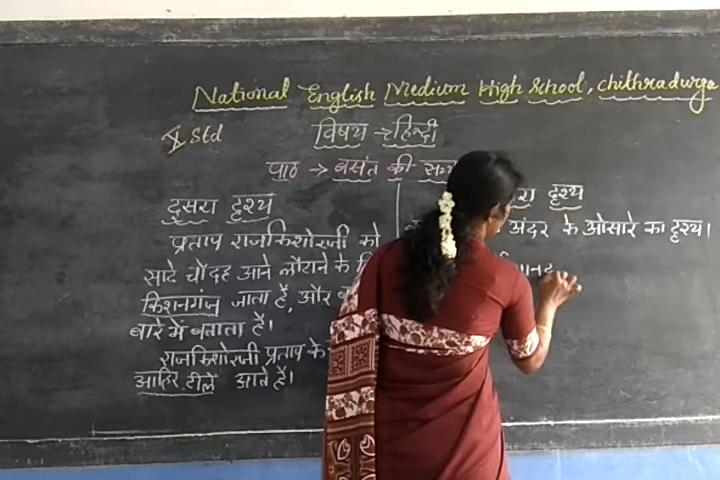 National English Medium High School, Chithradurga
X Std
विषय → हिन्दी
पाठ → बसंत की
दुसरा दृश्य
प्रताप राजकिशोरजी को
साढे चौदह आने लौटाने के
किशनगंज जाता है, और
बारे में बताता है।
राजकिशोरजी प्रताप के
आहिर टीले आते है।
दृश्य
अंदर के ओसारे का दृश्य।